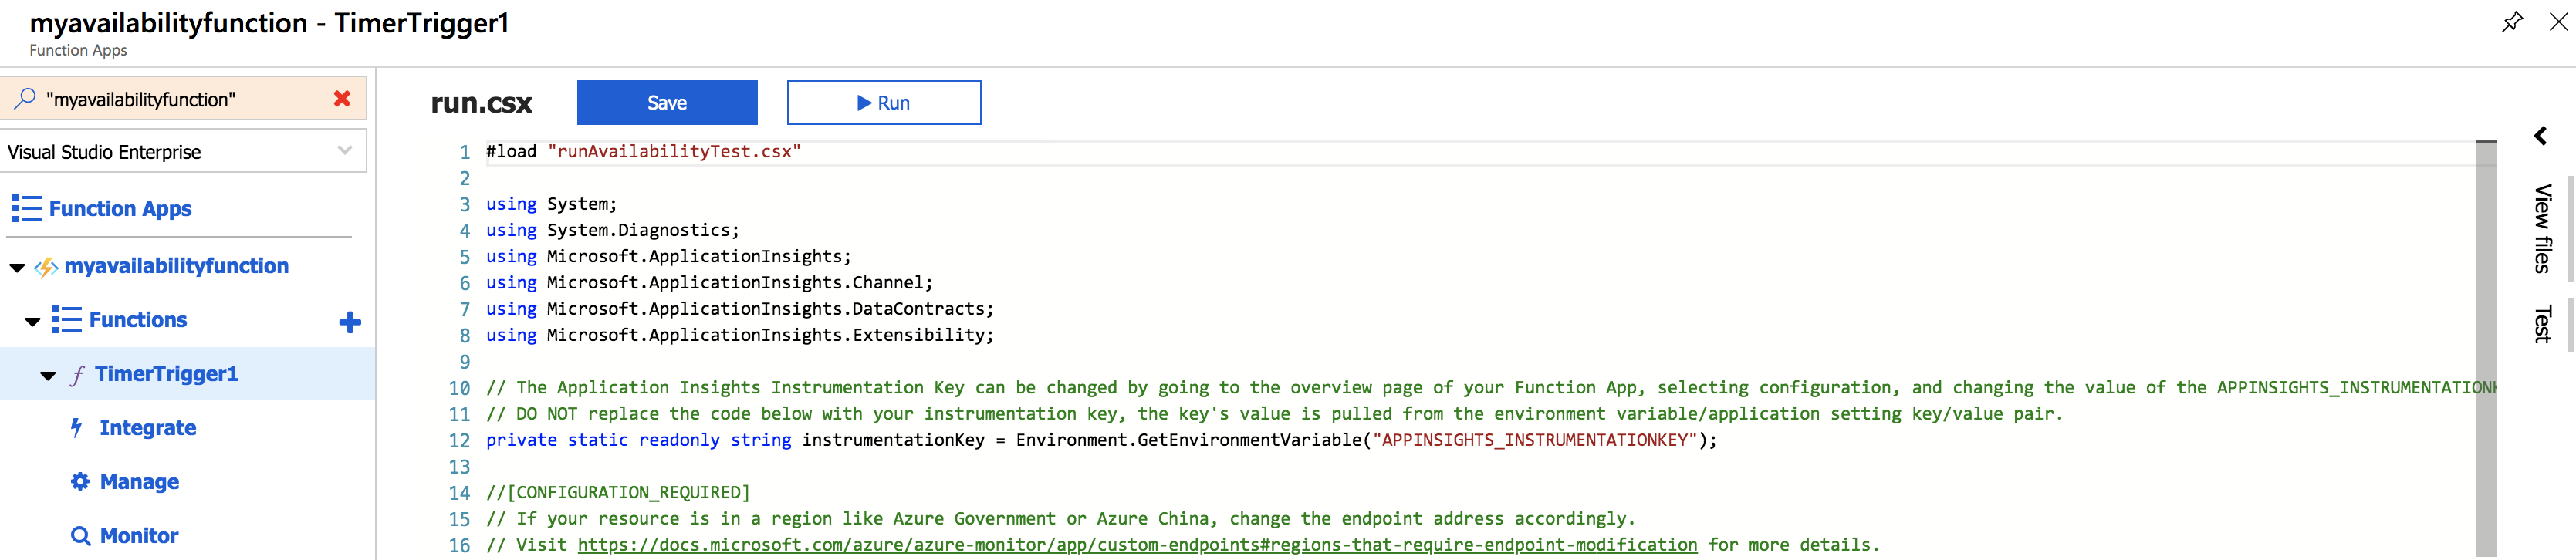 myavailabilityfunction - TimerTrigger1
Function Apps
"myavailabilityfunction"
Visual Studio Enterprise
Function Apps
myavailabilityfunction
Functions
TimerTrigger1
Integrate
Manage
Monitor
run.csx
Save
Run
1 #load "runAvailabilityTest.csx"
2
3 using System;
4 using System.Diagnostics;
5 using Microsoft.ApplicationInsights;
6 using Microsoft.ApplicationInsights.Channel;
7 using Microsoft.ApplicationInsights.DataContracts;
8 using Microsoft.ApplicationInsights.Extensibility;
9
10 // The Application Insights Instrumentation Key can be changed by going to the overview page of your Function App, selecting configuration, and changing the value of the APPINSIGHTS_INSTRUMENTATIONK
11 // DO NOT replace the code below with your instrumentation key, the key's value is pulled from the environment variable/application setting key/value pair.
12 private static readonly string instrumentationKey = Environment.GetEnvironmentVariable("APPINSIGHTS_INSTRUMENTATIONKEY");
13
14 //[CONFIGURATION_REQUIRED]
15 // If your resource is in a region like Azure Government or Azure China, change the endpoint address accordingly.
16 // Visit https://docs.microsoft.com/azure/azure-monitor/app/custom-endpoints#regions-that-require-endpoint-modification for more details.
View files
Test